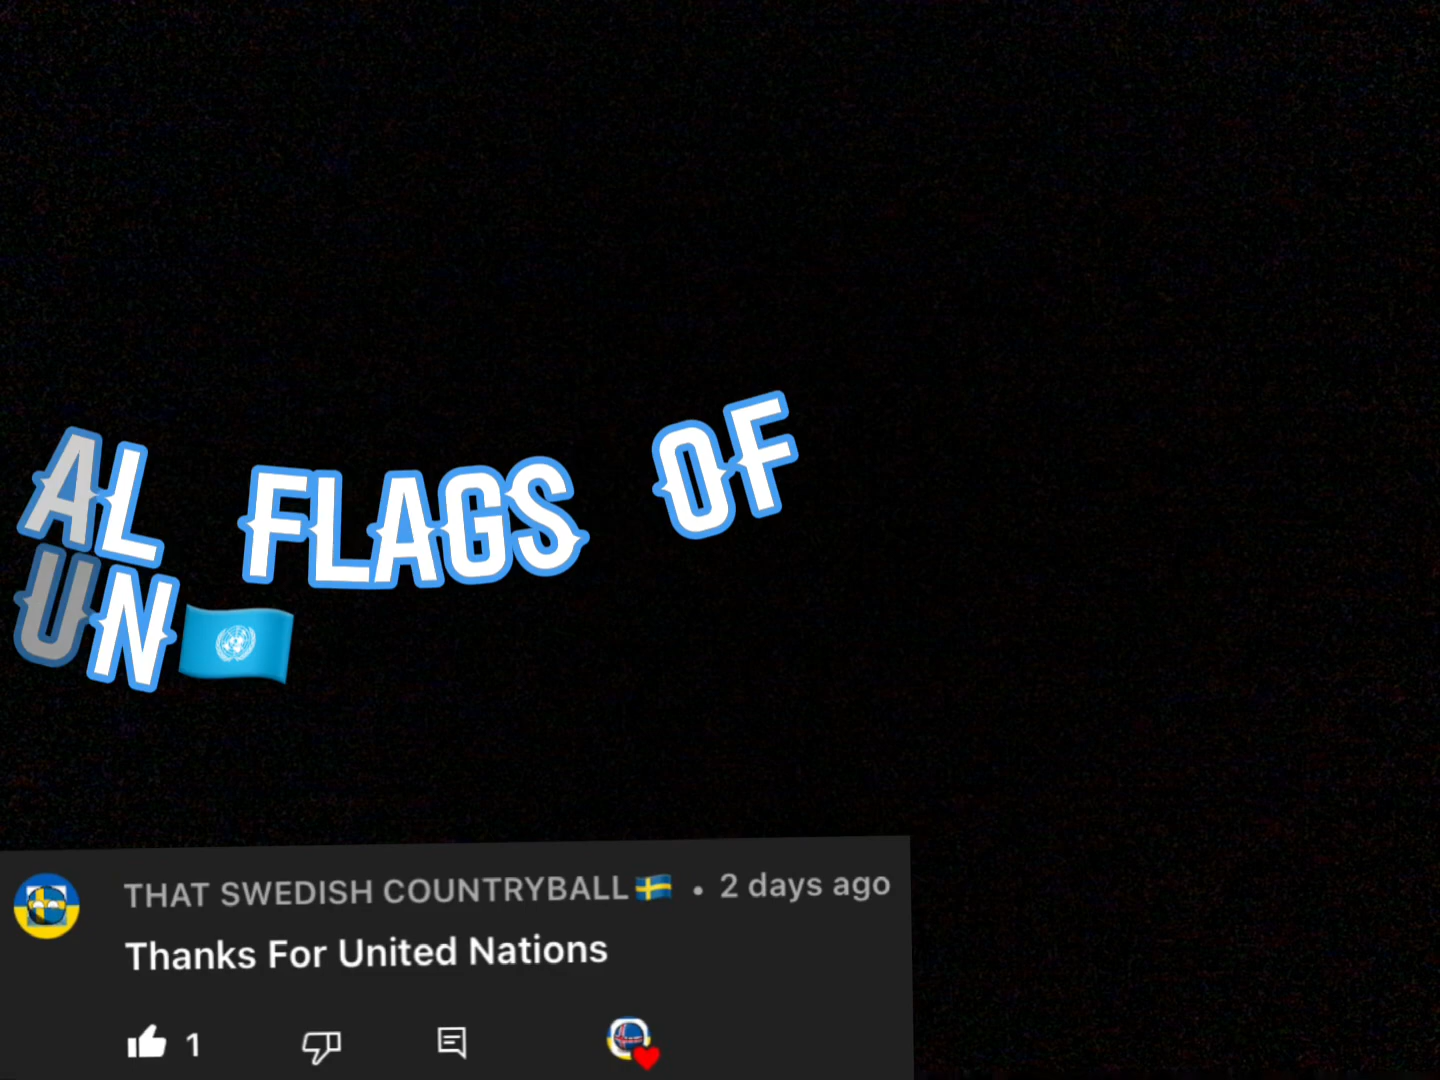 AL FLAGS OF
UN🇺🇳
THAT SWEDISH COUNTRYBALL🇸🇪 • 2 days ago
Thanks For United Nations
1